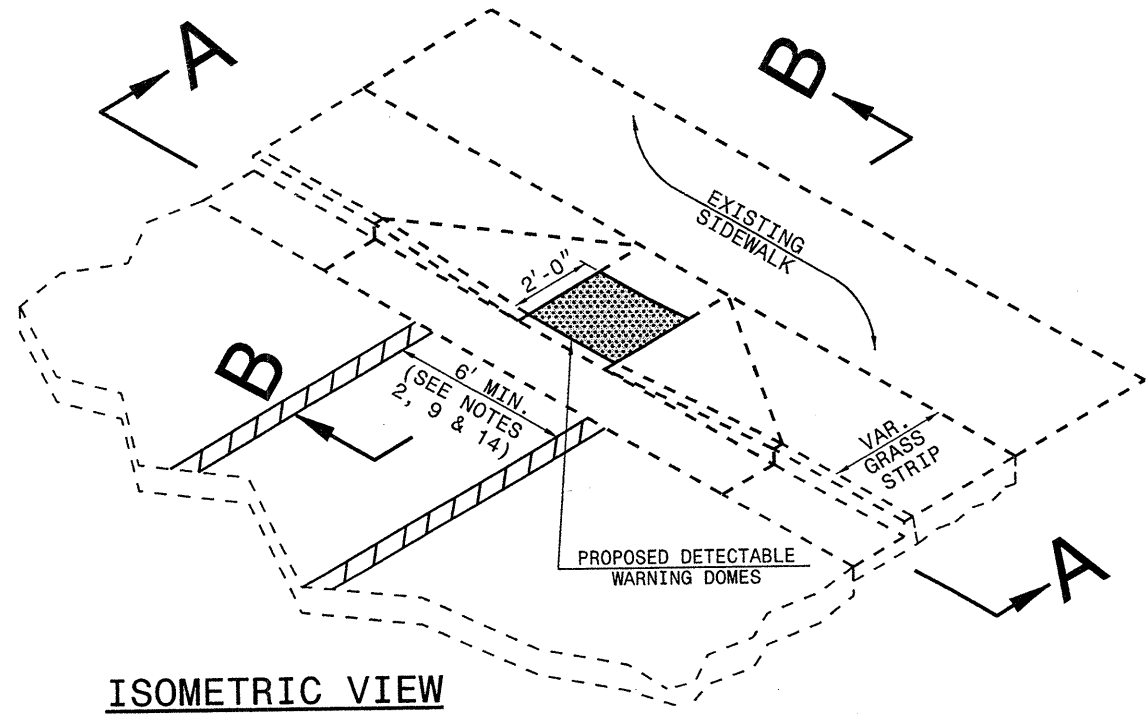 A
B
EXISTING
SIDEWALK
2'-0"
B
6' MIN.
(SEE NOTES
2, 9 & 14)
VAR.
GRASS
STRIP
PROPOSED DETECTABLE
WARNING DOMES
A
ISOMETRIC VIEW